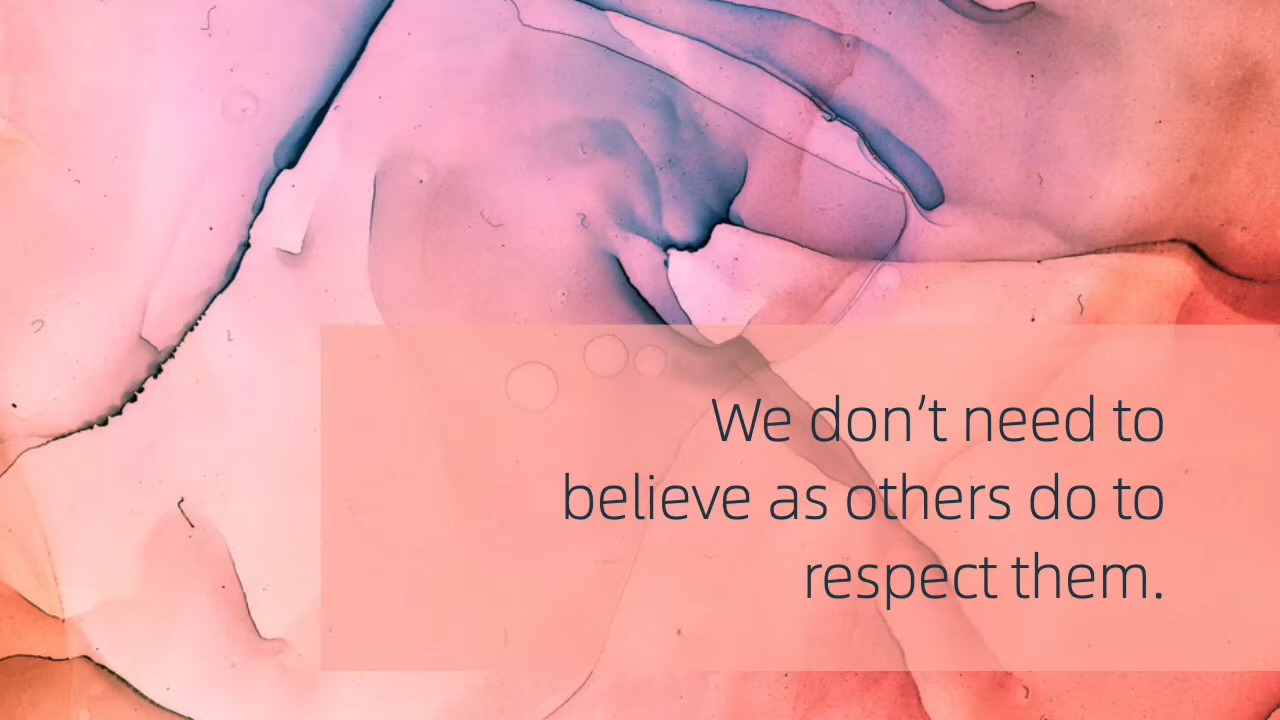 We don’t need to
believe as others do to
respect them.